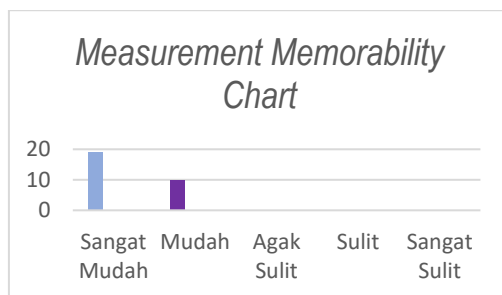 Measurement Memorability
Chart
20
10
0
Sangat Mudah
Mudah
Agak Sulit
Sulit
Sangat Sulit